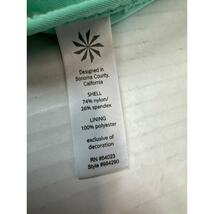 Designed in
Sonoma County,
California
SHELL
74% nylon/
26% spandex
LINING
100% polyester
exclusive of
decoration
RN #54023
Style #984290